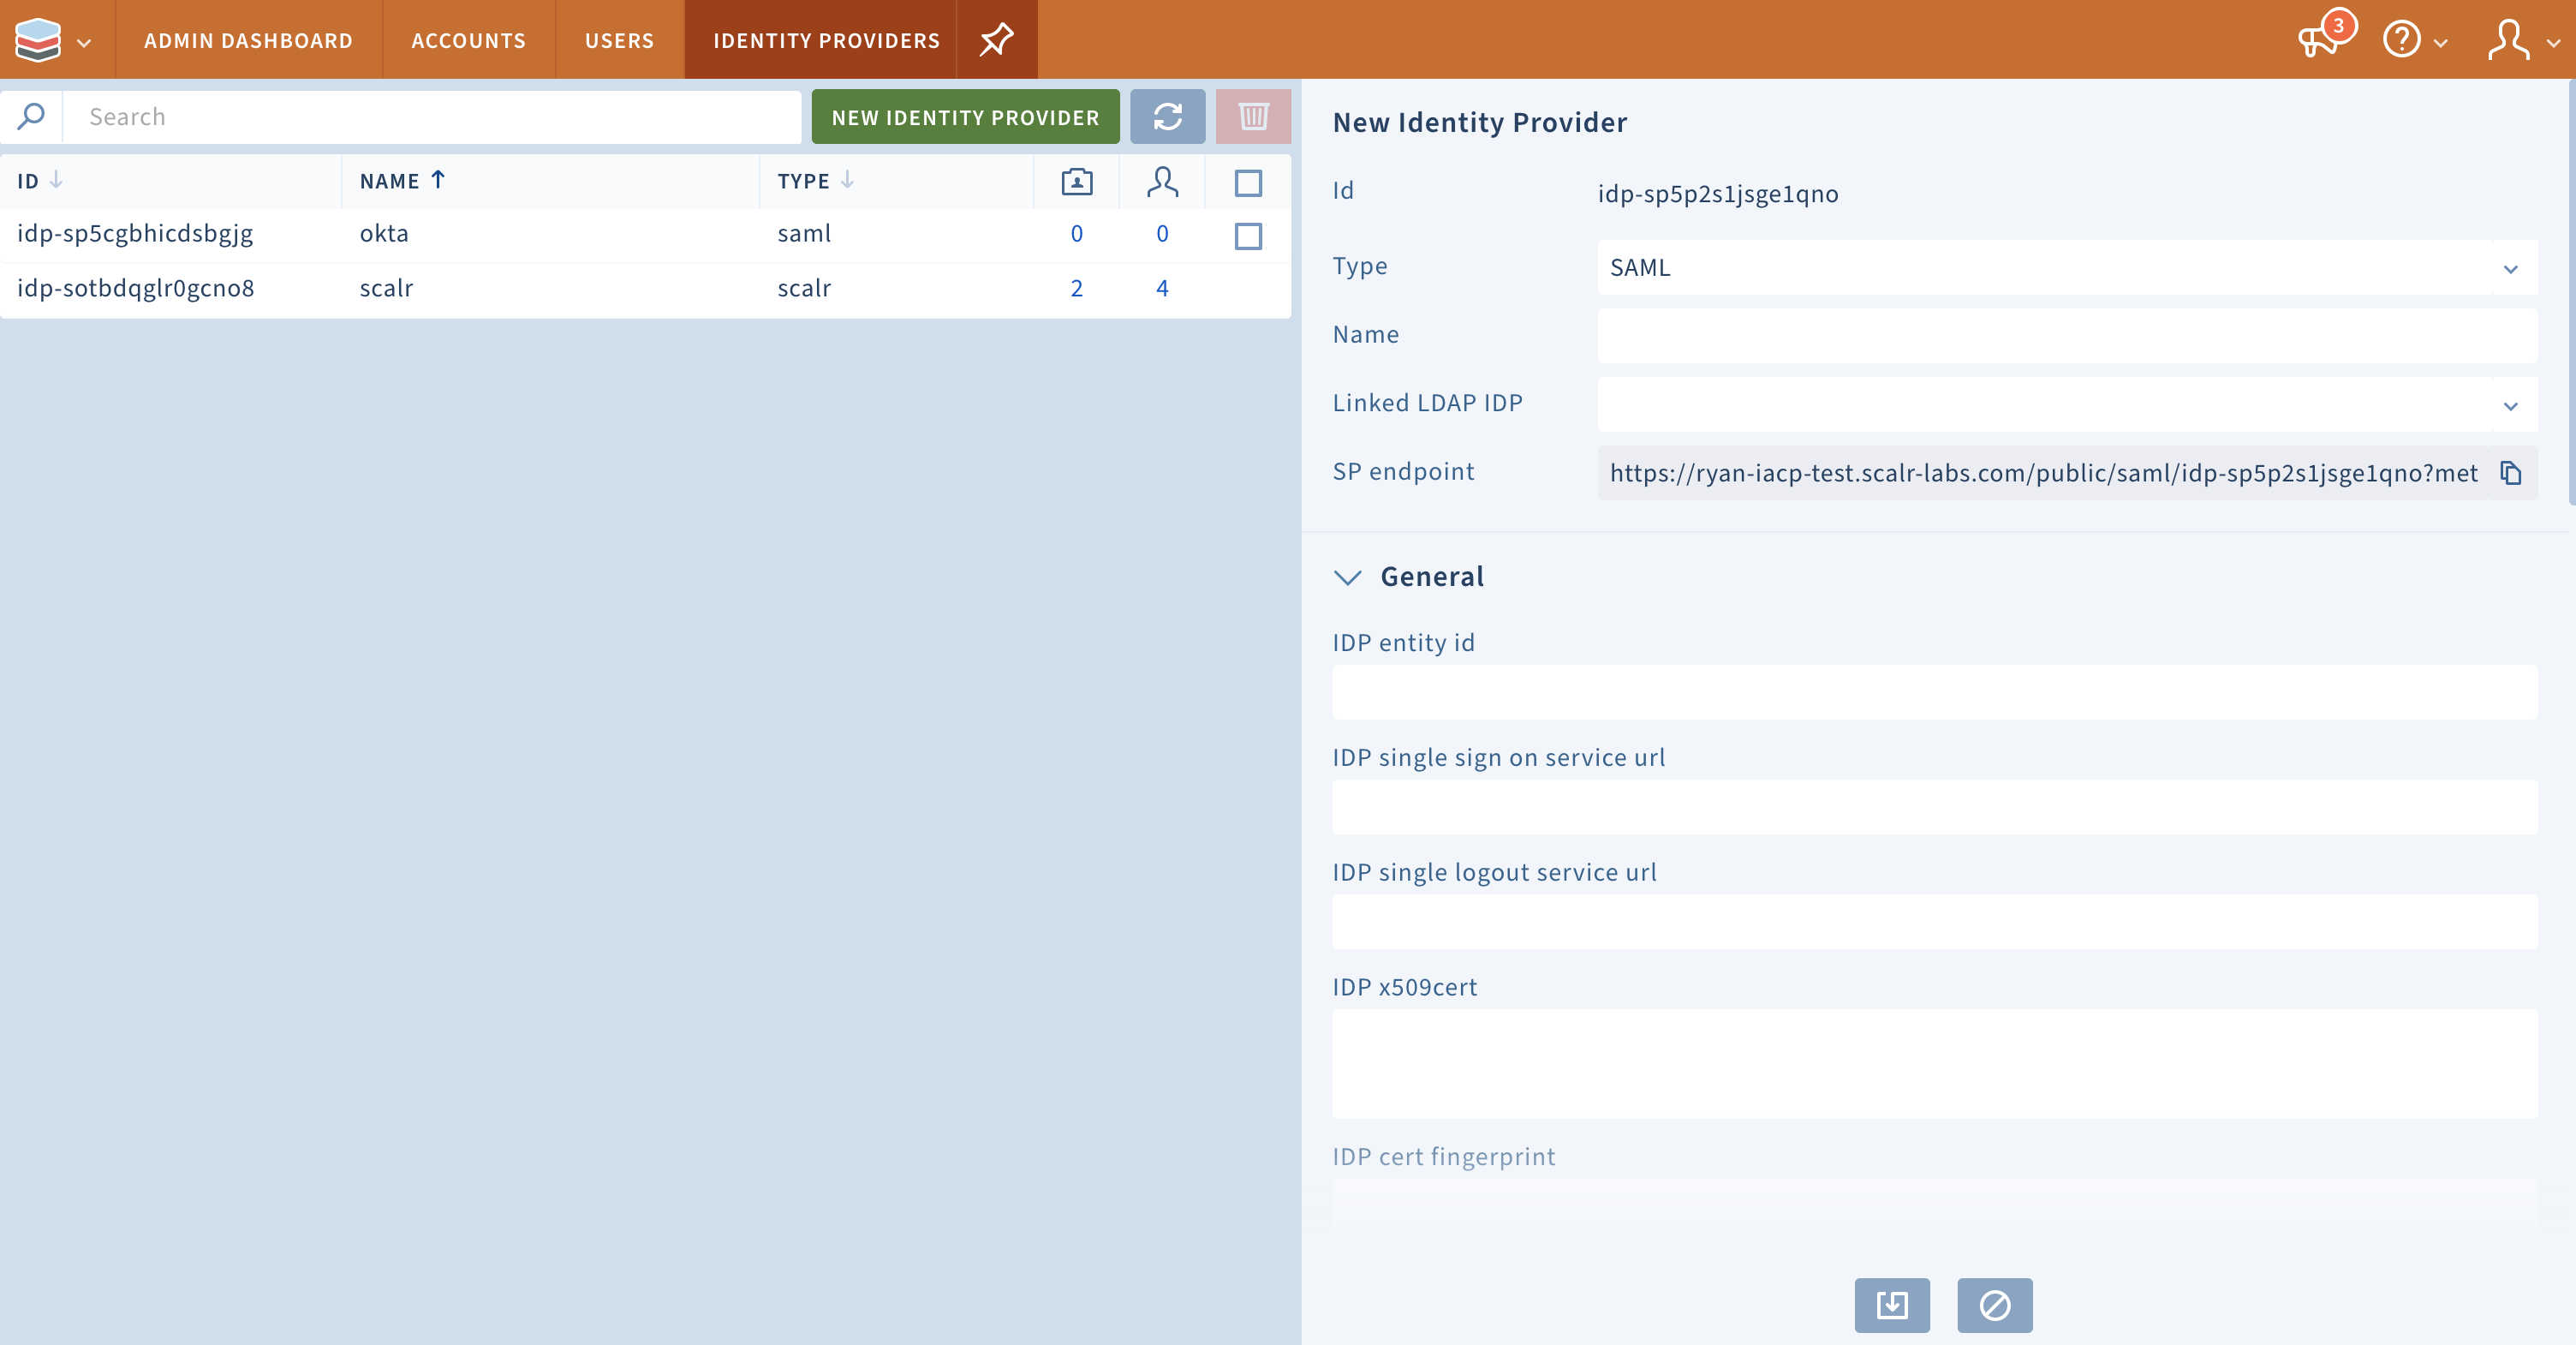 ADMIN DASHBOARD ACCOUNTS USERS IDENTITY PROVIDERS 3
Search NEW IDENTITY PROVIDER
ID NAME TYPE
idp-sp5cgbhicdsbgjg okta saml 0 0
idp-sotbdqglr0gcno8 scalr scalr 2 4
New Identity Provider
Id idp-sp5p2s1jsge1qno
Type SAML
Name
Linked LDAP IDP
SP endpoint https://ryan-iacp-test.scalr-labs.com/public/saml/idp-sp5p2s1jsge1qno?met
General
IDP entity id
IDP single sign on service url
IDP single logout service url
IDP x509cert
IDP cert fingerprint